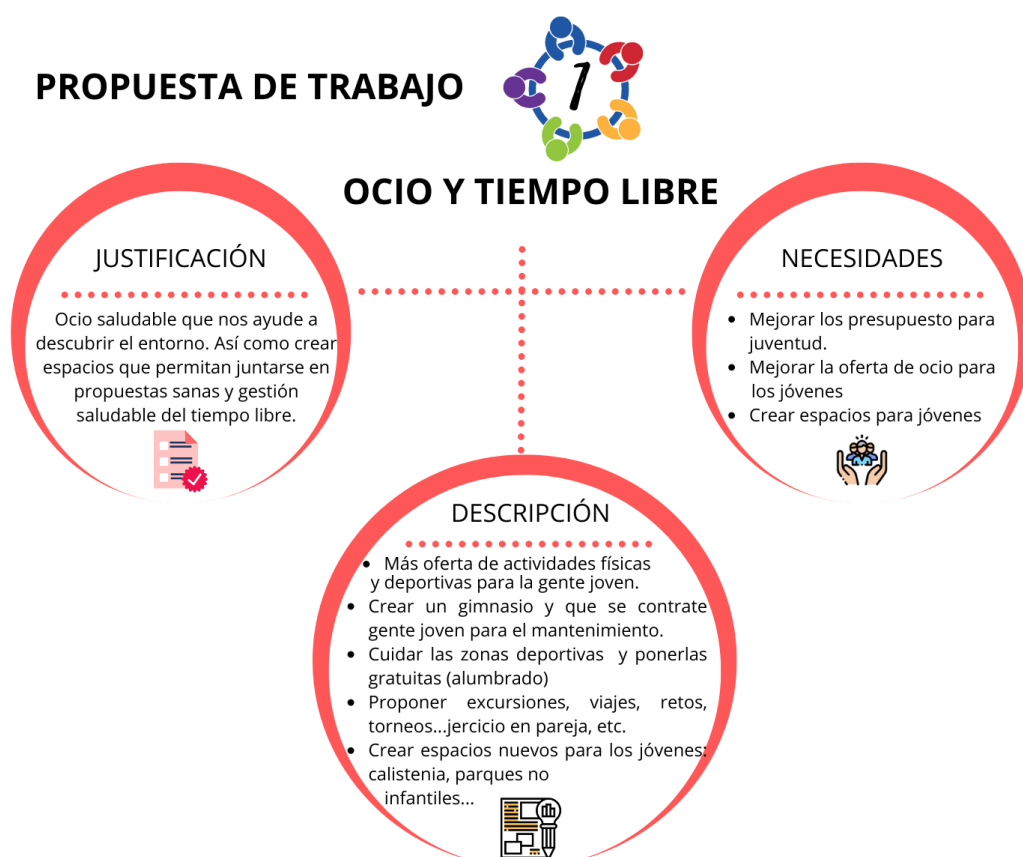 PROPUESTA DE TRABAJO
1
OCIO Y TIEMPO LIBRE
JUSTIFICACIÓN
Ocio saludable que nos ayude a
descubrir el entorno. Así como crear
espacios que permitan juntarse en
propuestas sanas y gestión
saludable del tiempo libre.
NECESIDADES
• Mejorar los presupuesto para
juventud.
• Mejorar la oferta de ocio para
los jóvenes
• Crear espacios para jóvenes
DESCRIPCIÓN
• Más oferta de actividades físicas
y deportivas para la gente joven.
• Crear un gimnasio y que se contrate
gente joven para el mantenimiento.
• Cuidar las zonas deportivas y ponerlas
gratuitas (alumbrado)
• Proponer excursiones, viajes, retos,
torneos...jercicio en pareja, etc.
• Crear espacios nuevos para los jóvenes:
calistenia, parques no
infantiles...